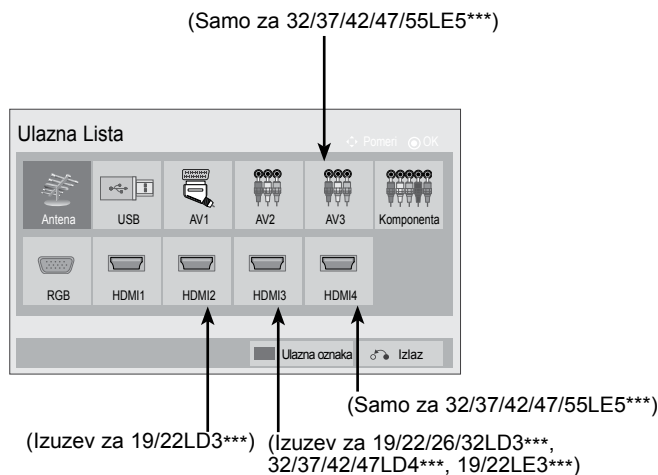 (Samo za 32/37/42/47/55LE5***)
Ulazna Lista
Pomeri OK
Antena USB AV1 AV2 AV3 Komponenta
RGB HDMI1 HDMI2 HDMI3 HDMI4
Ulazna oznaka Izlaz
(Samo za 32/37/42/47/55LE5***)
(Izuzev za 19/22LD3***)
(Izuzev za 19/22/26/32LD3***,
32/37/42/47LD4***, 19/22LE3***)